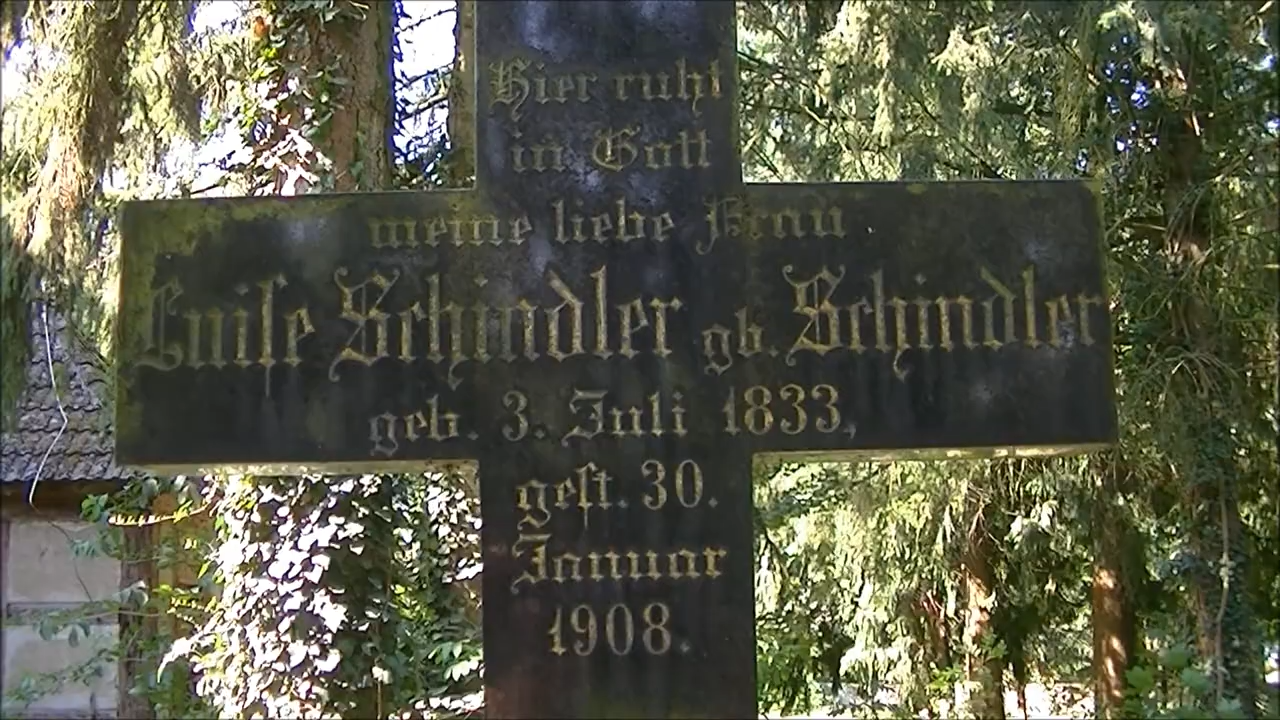 Hier ruht
in Gott
meine liebe Frau
Luiſe Schindler gb. Schindler
geb. 3. Juli 1833,
geſt. 30.
Januar
1908.